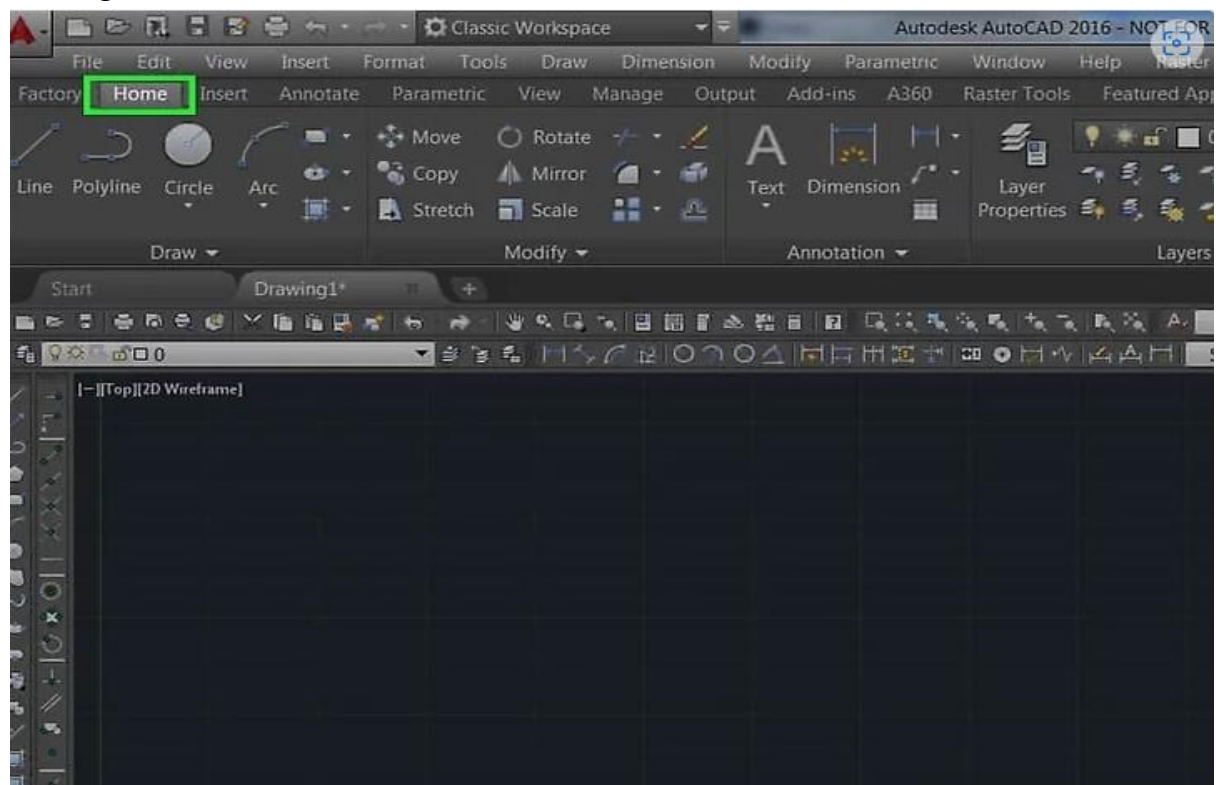 Classic Workspace Autodesk AutoCAD 2016 - NOT FOR
File Edit View Insert Format Tools Draw Dimension Modify Parametric Window Help Raster
Factory Home Insert Annotate Parametric View Manage Output Add-ins A360 Raster Tools Featured App
Move Rotate
Line Polyline Circle Arc Copy Mirror Text Dimension Layer Properties
Stretch Scale
Draw Modify Annotation Layers
Start Drawing1*
0
[−][Top][2D Wireframe]